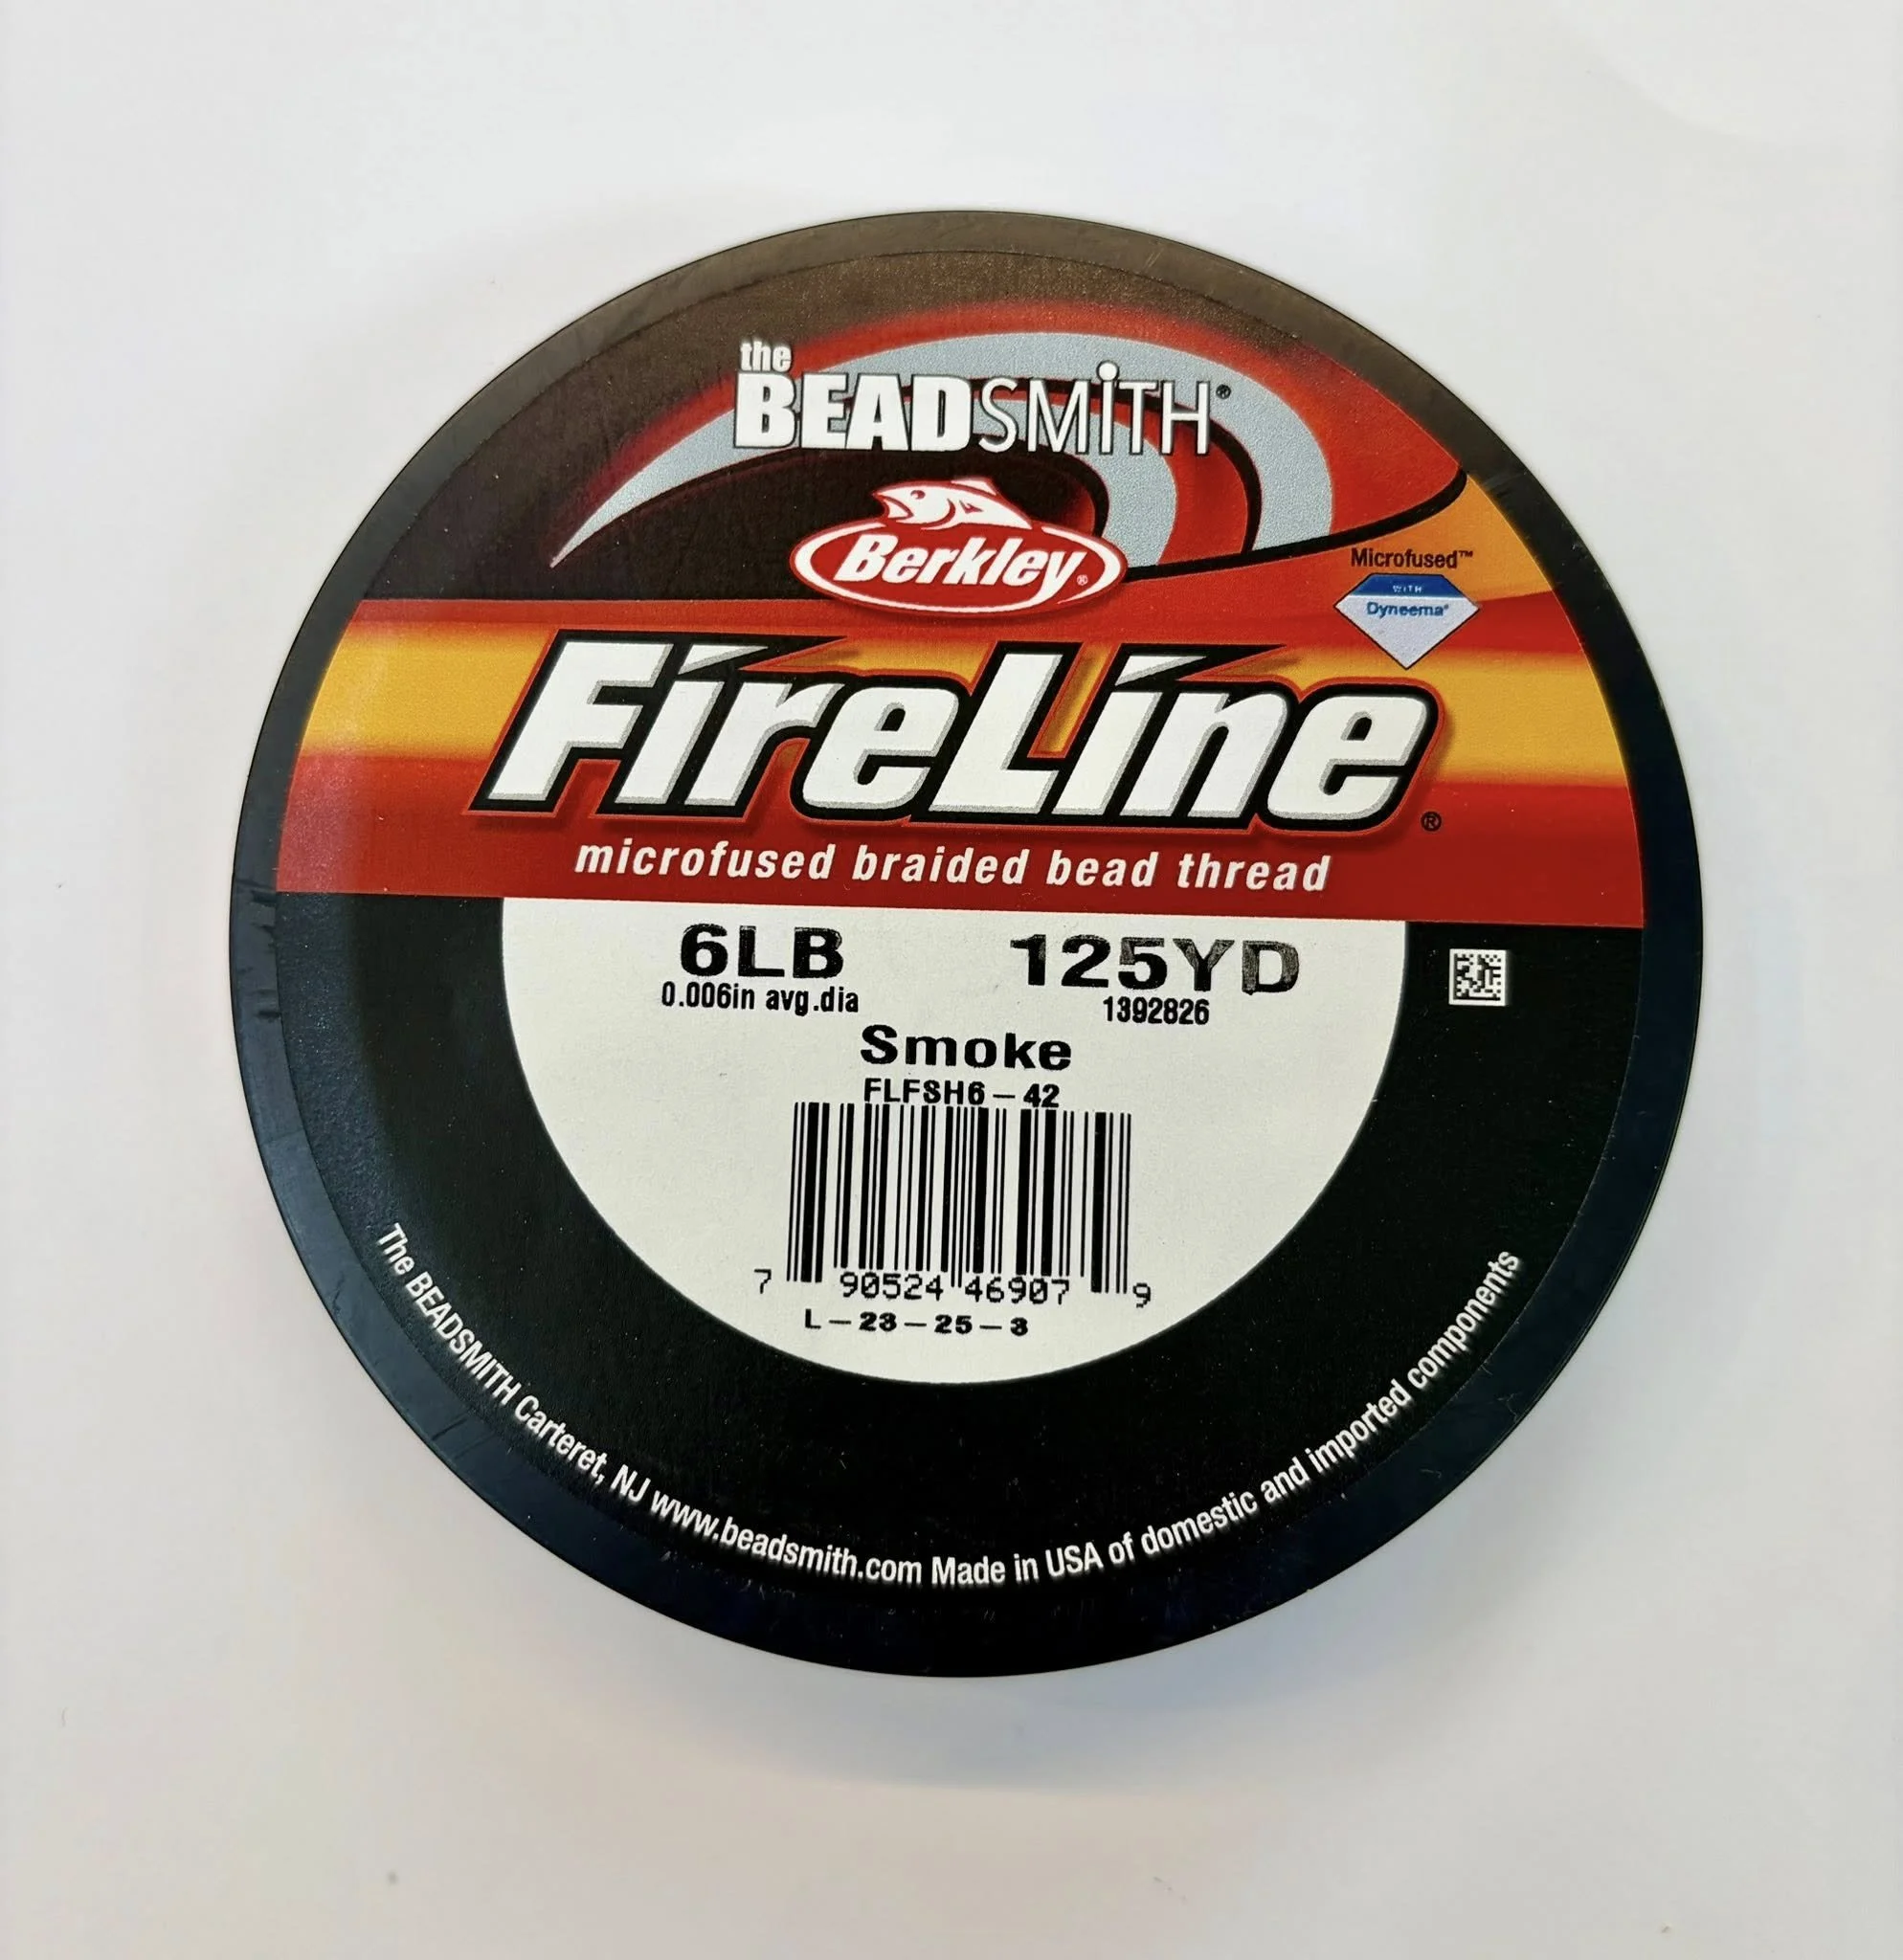 the
BEADSMITH®
Berkley®
Microfused™
WITH
Dyneema®
FireLine®
microfused braided bead thread
6LB 125YD
0.006in avg.dia 1392826
Smoke
FLFSH6-42
7 90524 46907 9
L-23-25-3
The BEADSMITH Carteret, NJ www.beadsmith.com Made in USA of domestic and imported components